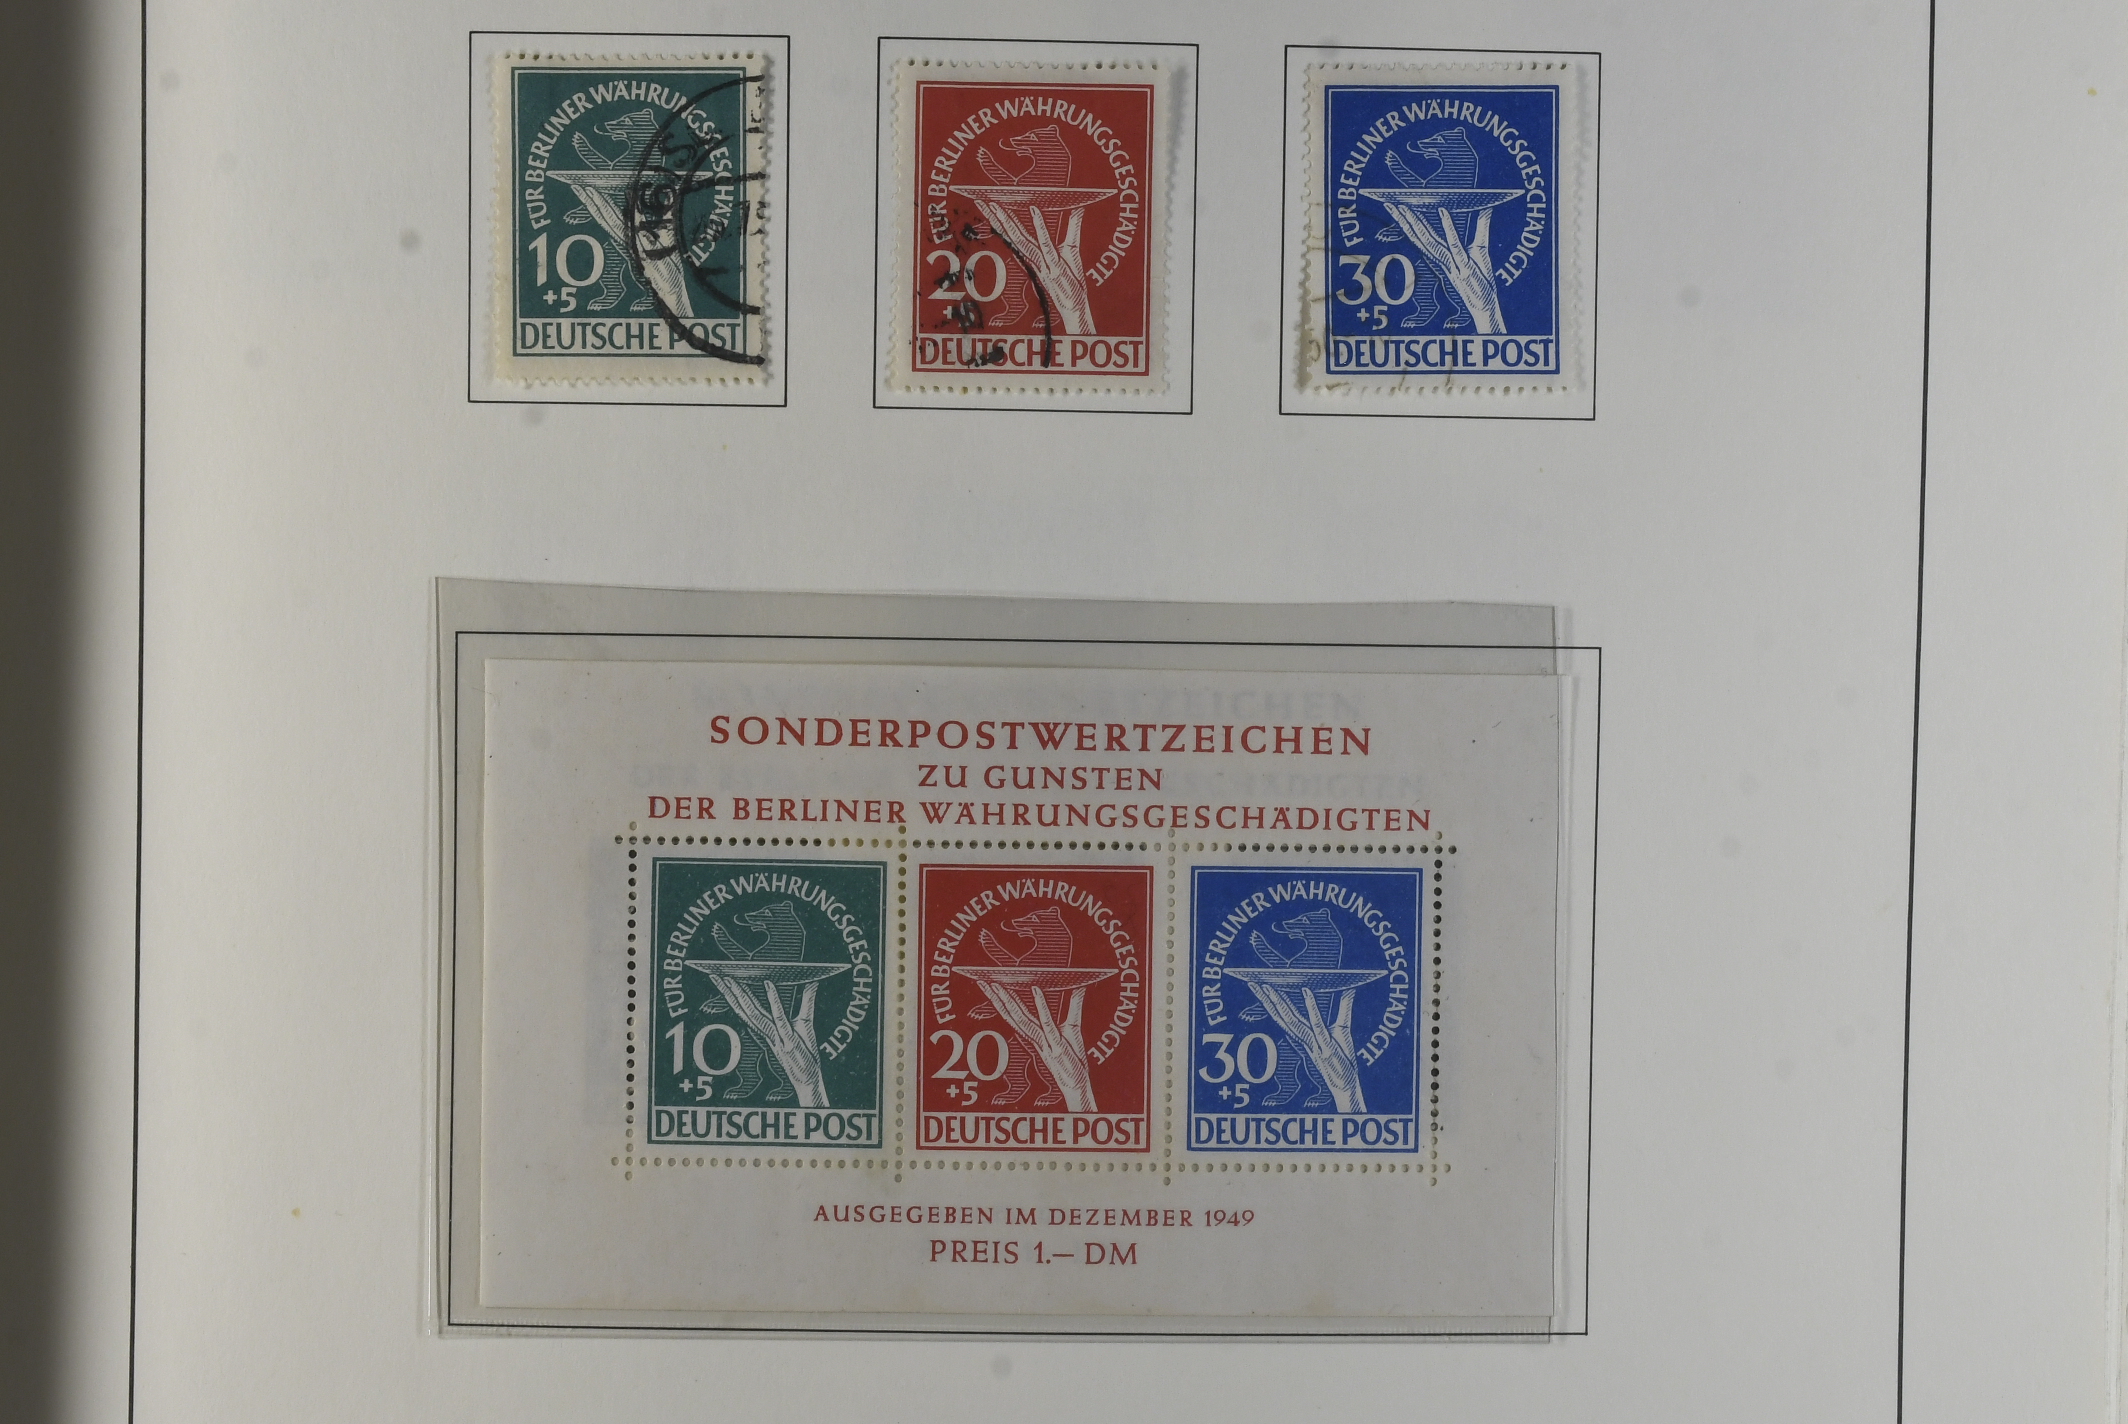 FÜR BERLINER WÄHRUNGSGESCHÄDIGTE
10
+5
DEUTSCHE POST
FÜR BERLINER WÄHRUNGSGESCHÄDIGTE
20
DEUTSCHE POST
FÜR BERLINER WÄHRUNGSGESCHÄDIGTE
30
+5
DEUTSCHE POST
SONDERPOSTWERTZEICHEN
ZU GUNSTEN
DER BERLINER WÄHRUNGSGESCHÄDIGTEN
FÜR BERLINER WÄHRUNGSGESCHÄDIGTE
10
+5
DEUTSCHE POST
FÜR BERLINER WÄHRUNGSGESCHÄDIGTE
20
+5
DEUTSCHE POST
FÜR BERLINER WÄHRUNGSGESCHÄDIGTE
30
+5
DEUTSCHE POST
AUSGEGEBEN IM DEZEMBER 1949
PREIS 1.— DM